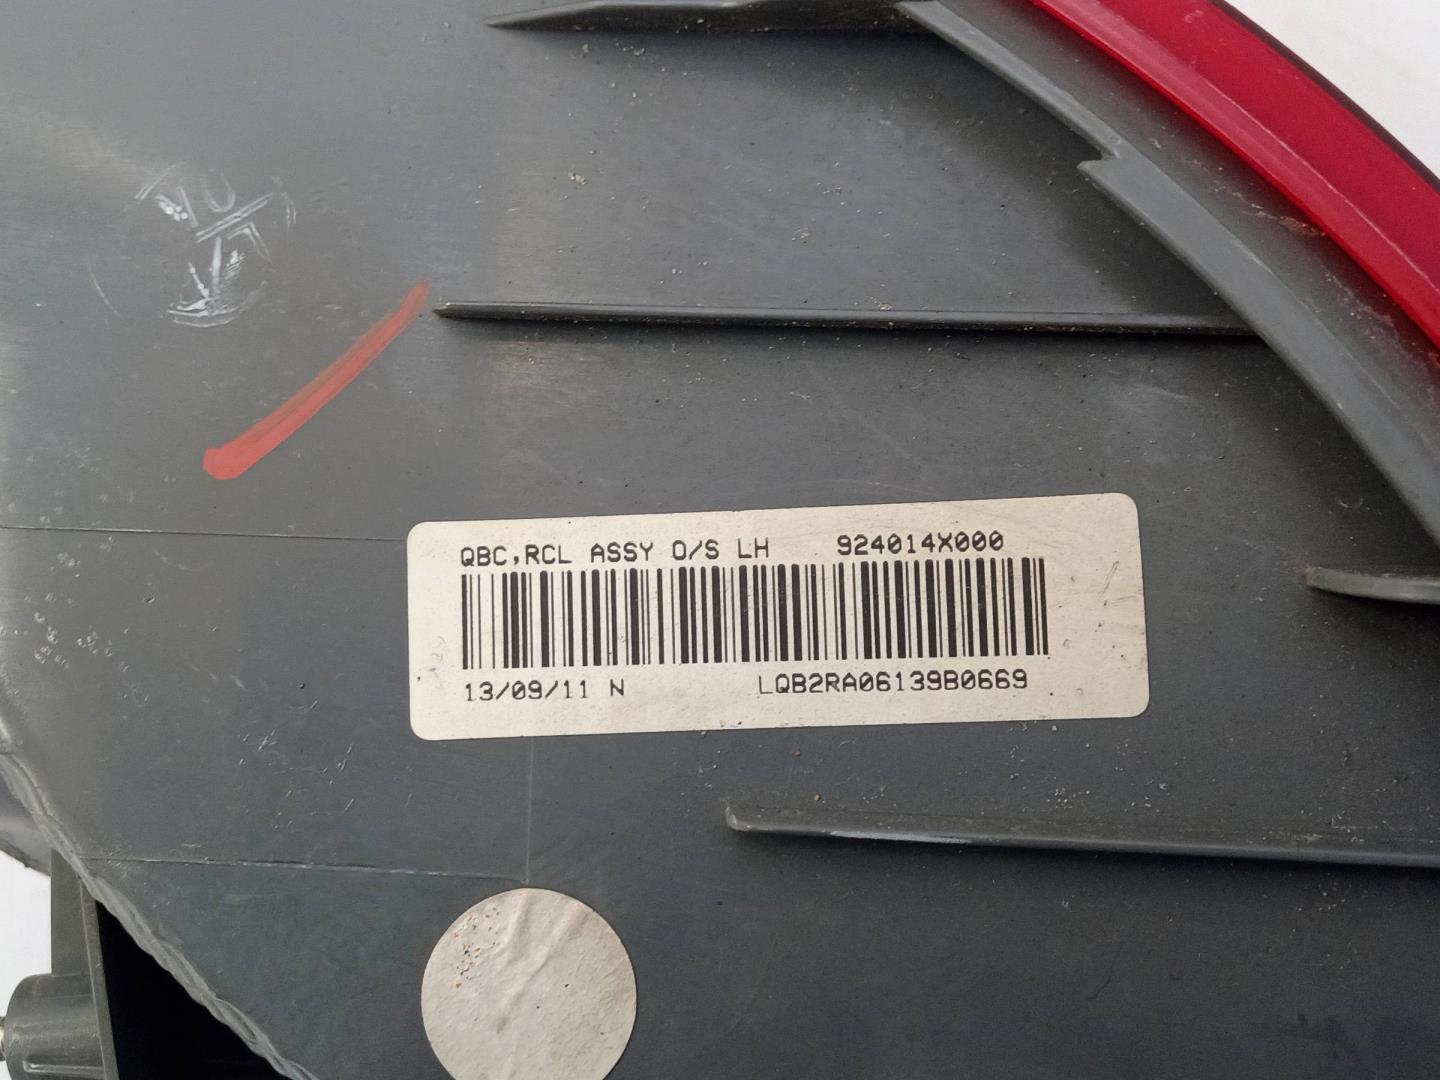 QBC,RCL ASSY O/S LH 924014X000
13/09/11 N LQB2RA06139B0669